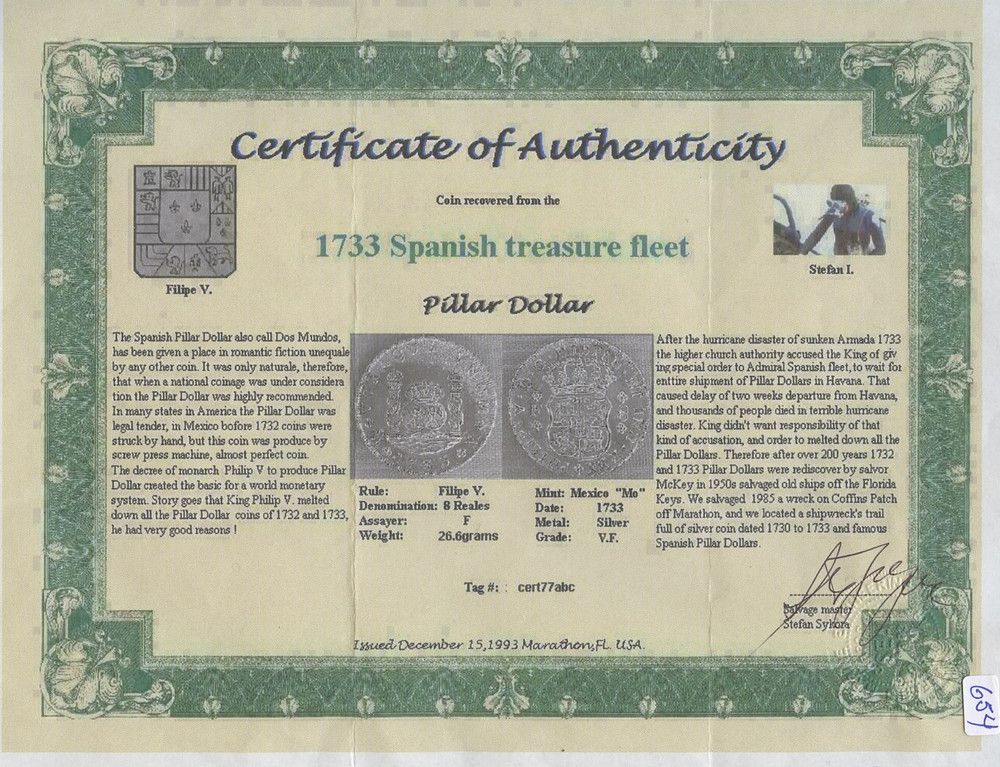 Certificate of Authenticity
Coin recovered from the
1733 Spanish treasure fleet
Filipe V.
Stefan I.
Pillar Dollar
The Spanish Pillar Dollar also call Dos Mundos,
has been given a place in romantic fiction unequale
by any other coin. It was only naturale, therefore,
that when a national coinage was under considera
tion the Pillar Dollar was highly recommended.
In many states in America the Pillar Dollar was
legal tender, in Mexico bofore 1732 coins were
struck by hand, but this coin was produce by
screw press machine, almost perfect coin.
The decree of monarch Philip V to produce Pillar
Dollar created the basic for a world monetary
system. Story goes that King Philip V. melted
down all the Pillar Dollar coins of 1732 and 1733,
he had very good reasons !
Rule: Filipe V.
Denomination: 8 Reales
Assayer: F
Weight: 26.6grams
Mint: Mexico "Mo"
Date: 1733
Metal: Silver
Grade: V.F.
After the hurricane disaster of sunken Armada 1733
the higher church authority accused the King of giv
ing special order to Admiral Spanish fleet, to wait for
enttire shipment of Pillar Dollars in Havana. That
caused delay of two weeks departure from Havana,
and thousands of people died in terrible hurricane
disaster. King didn't want responsibility of that
kind of accusation, and order to melted down all the
Pillar Dollars. Therefore after over 200 years 1732
and 1733 Pillar Dollars were rediscover by salvor
McKey in 1950s salvaged old ships off the Florida
Keys. We salvaged 1985 a wreck on Coffins Patch
off Marathon, and we located a shipwreck's trail
full of silver coin dated 1730 to 1733 and famous
Spanish Pillar Dollars.
Tag #: : cert77abc
Salvage master
Stefan Sykora
Issued December 15,1993 Marathon,FL. USA.
654